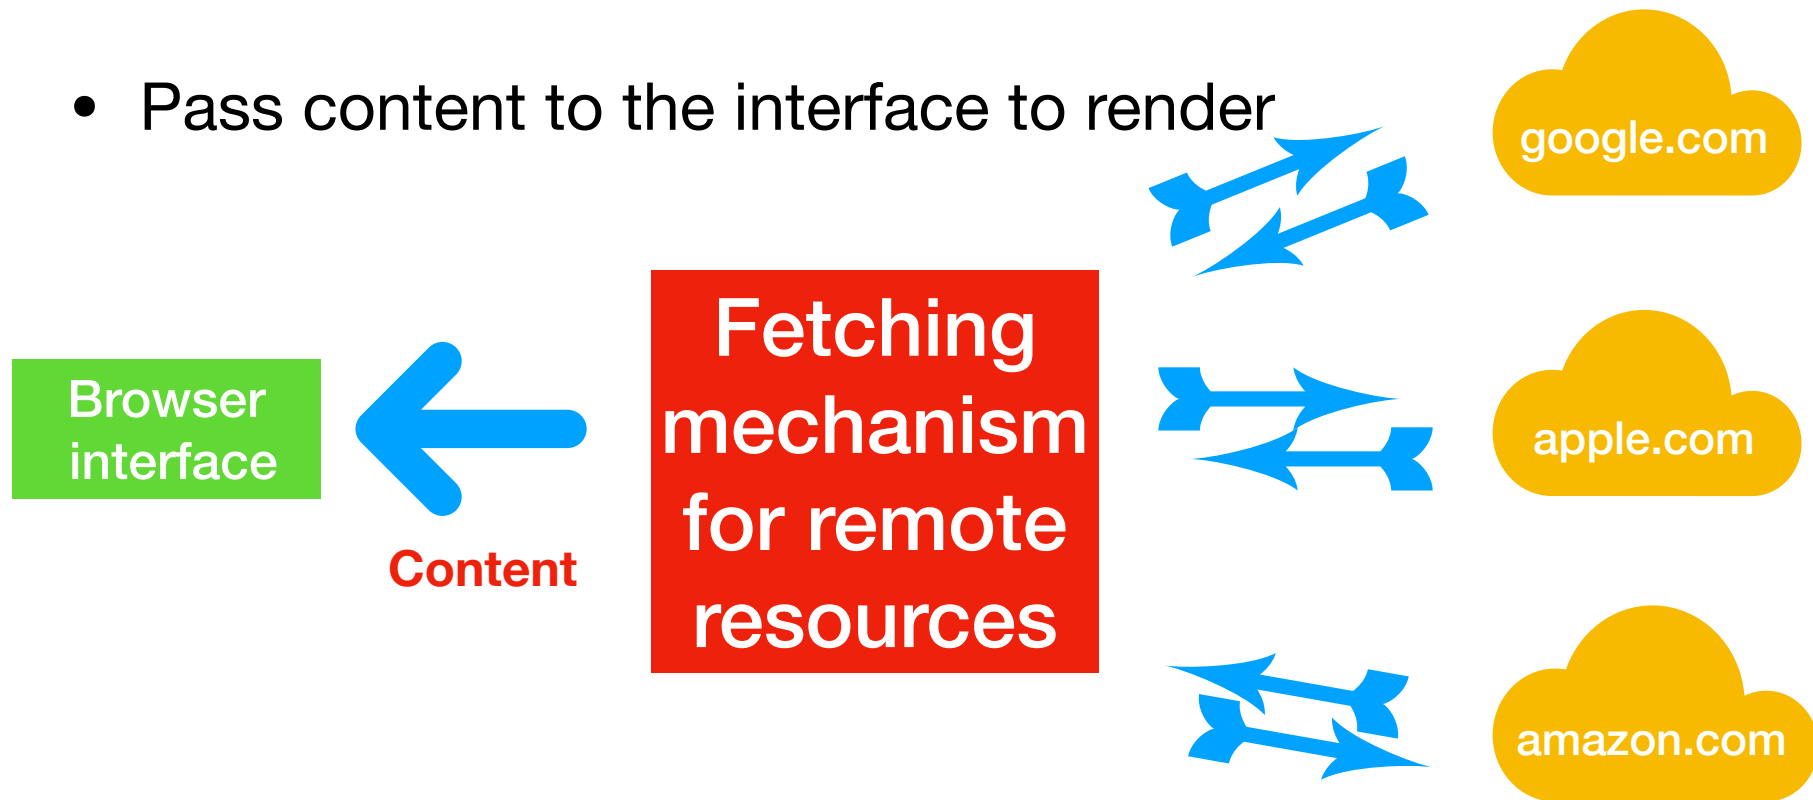 • Pass content to the interface to render
google.com
Browser
interface
Content
Fetching
mechanism
for remote
resources
apple.com
amazon.com